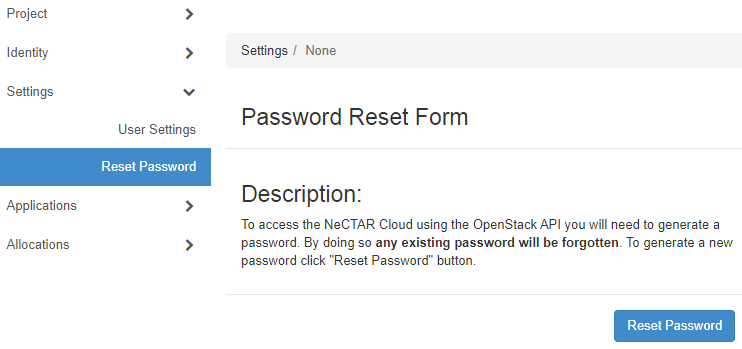 Project
Identity
Settings
User Settings
Reset Password
Applications
Allocations
Settings / None
Password Reset Form
Description:
To access the NeCTAR Cloud using the OpenStack API you will need to generate a
password. By doing so any existing password will be forgotten. To generate a new
password click "Reset Password" button.
Reset Password